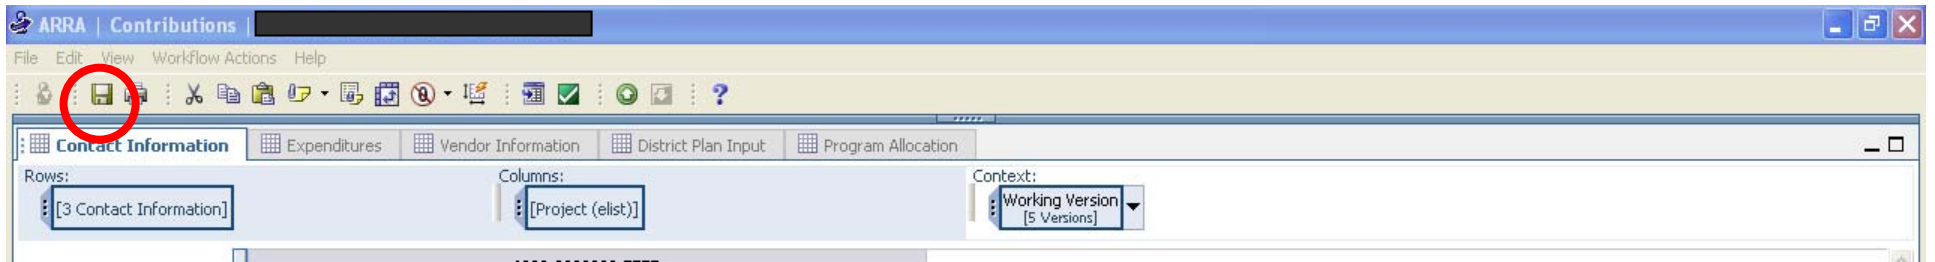 ARRA | Contributions |
File Edit View Workflow Actions Help
?
Contact Information Expenditures Vendor Information District Plan Input Program Allocation
Rows: Columns: Context:
[3 Contact Information] [Project (elist)] Working Version
[5 Versions]